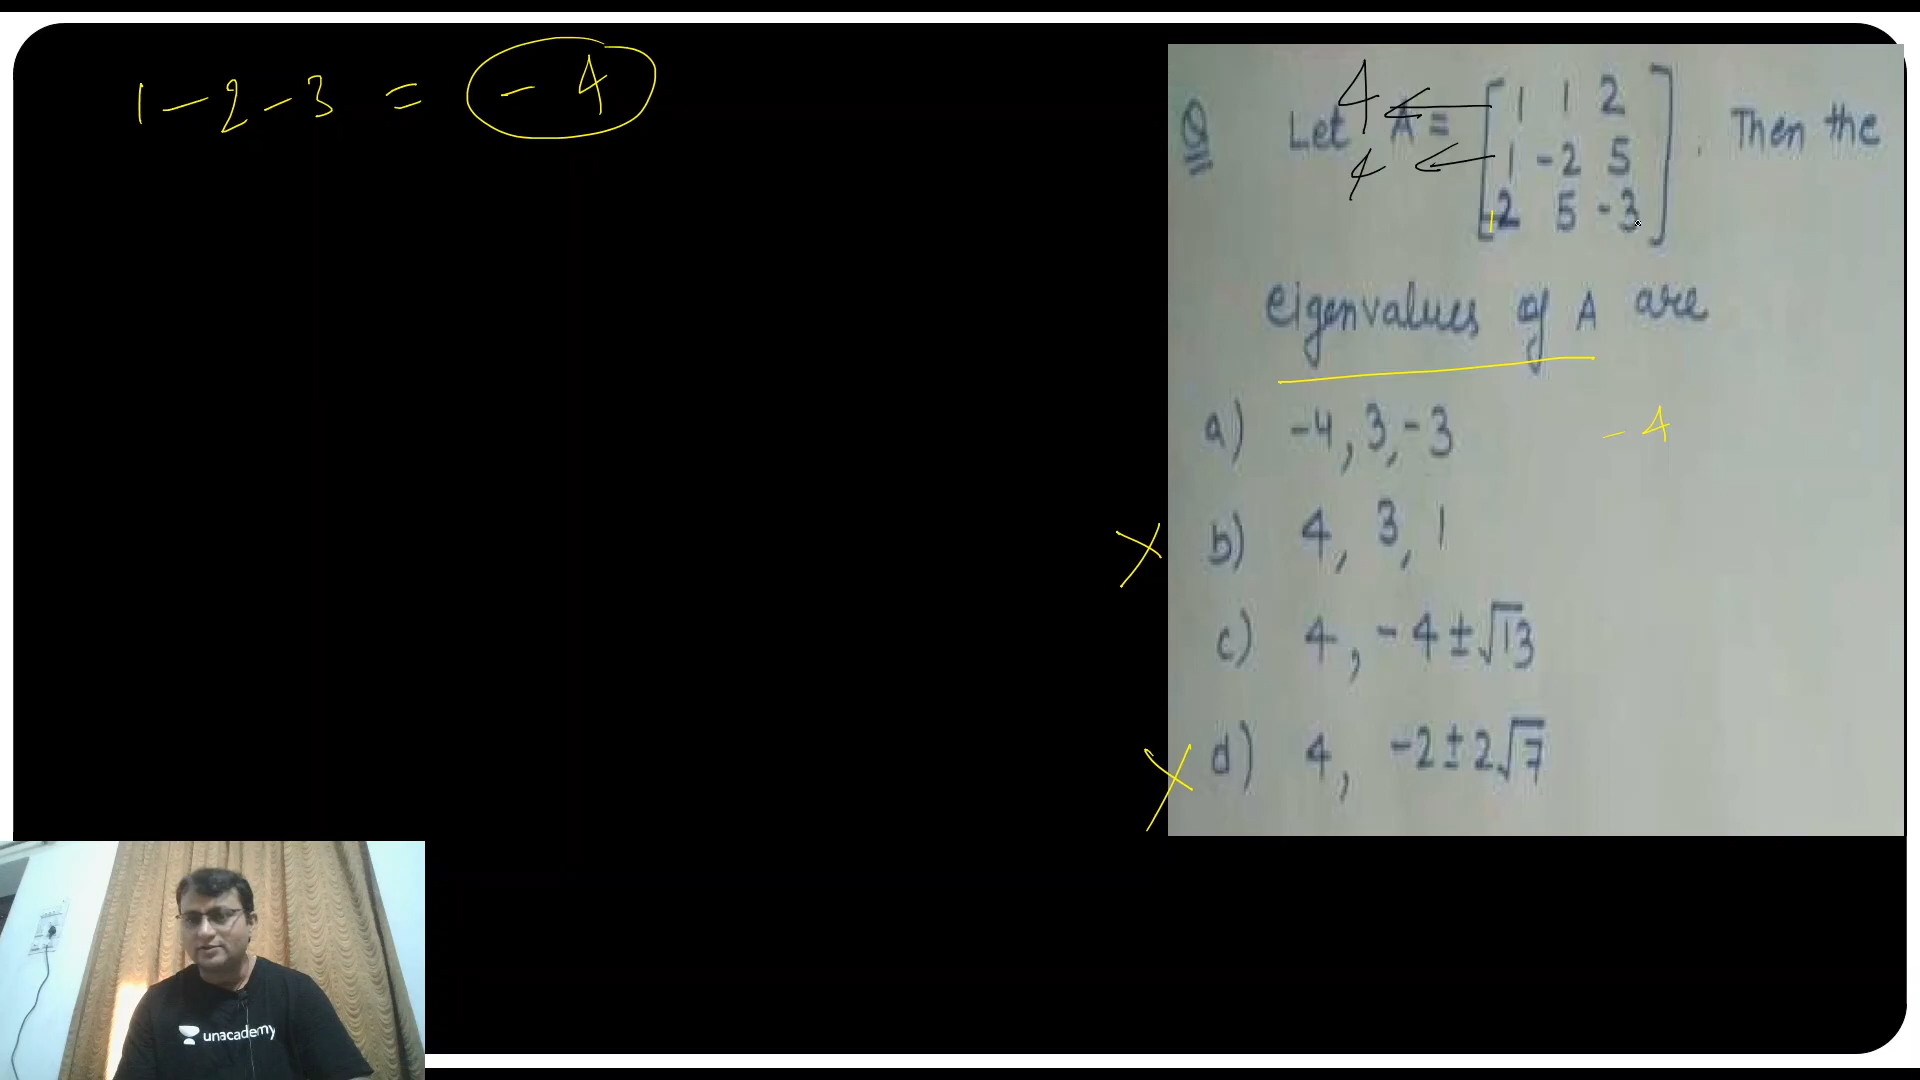 1 - 2 - 3 = - 4
Q Let A = [ 1 1 2 ] . Then the
1 -2 5
2 5 -3
4
4
eigenvalues of A are
a) -4, 3, -3
- 4
b) 4, 3, 1
c) 4, -4 ± √13
d) 4, -2 ± 2√7
unacademy